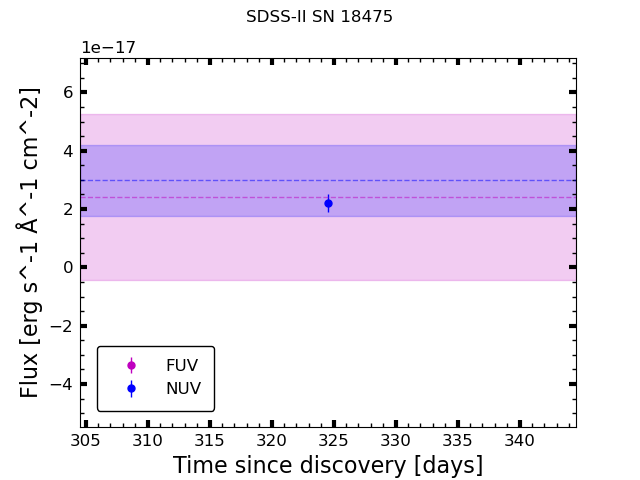 SDSS-II SN 18475
1e−17
6
4
2
0
−2
−4
Flux [erg s^-1 Å^-1 cm^-2]
FUV
NUV
305 310 315 320 325 330 335 340
Time since discovery [days]